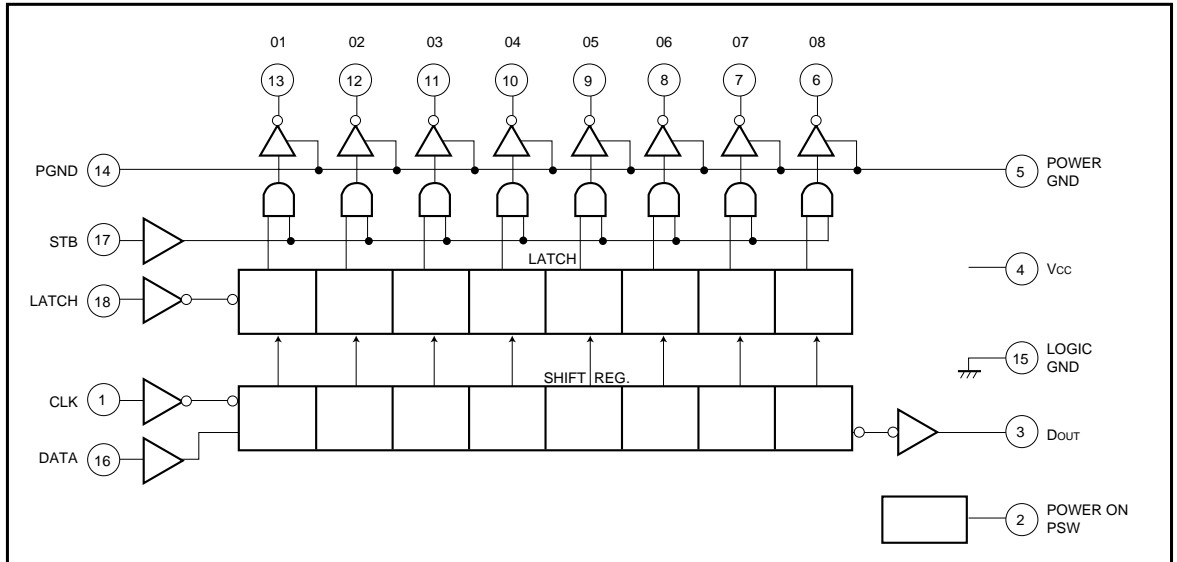 01 02 03 04 05 06 07 08
13 12 11 10 9 8 7 6
PGND 14
5 POWER
GND
STB 17
LATCH
4 Vcc
LATCH 18
15 LOGIC
GND
SHIFT REG.
CLK 1
3 DOUT
DATA 16
2 POWER ON
PSW